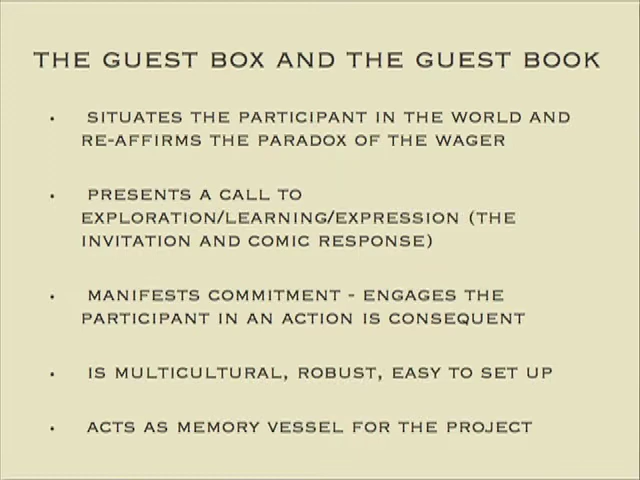 THE GUEST BOX AND THE GUEST BOOK
• SITUATES THE PARTICIPANT IN THE WORLD AND
RE-AFFIRMS THE PARADOX OF THE WAGER
• PRESENTS A CALL TO
EXPLORATION/LEARNING/EXPRESSION (THE
INVITATION AND COMIC RESPONSE)
• MANIFESTS COMMITMENT - ENGAGES THE
PARTICIPANT IN AN ACTION IS CONSEQUENT
• IS MULTICULTURAL, ROBUST, EASY TO SET UP
• ACTS AS MEMORY VESSEL FOR THE PROJECT